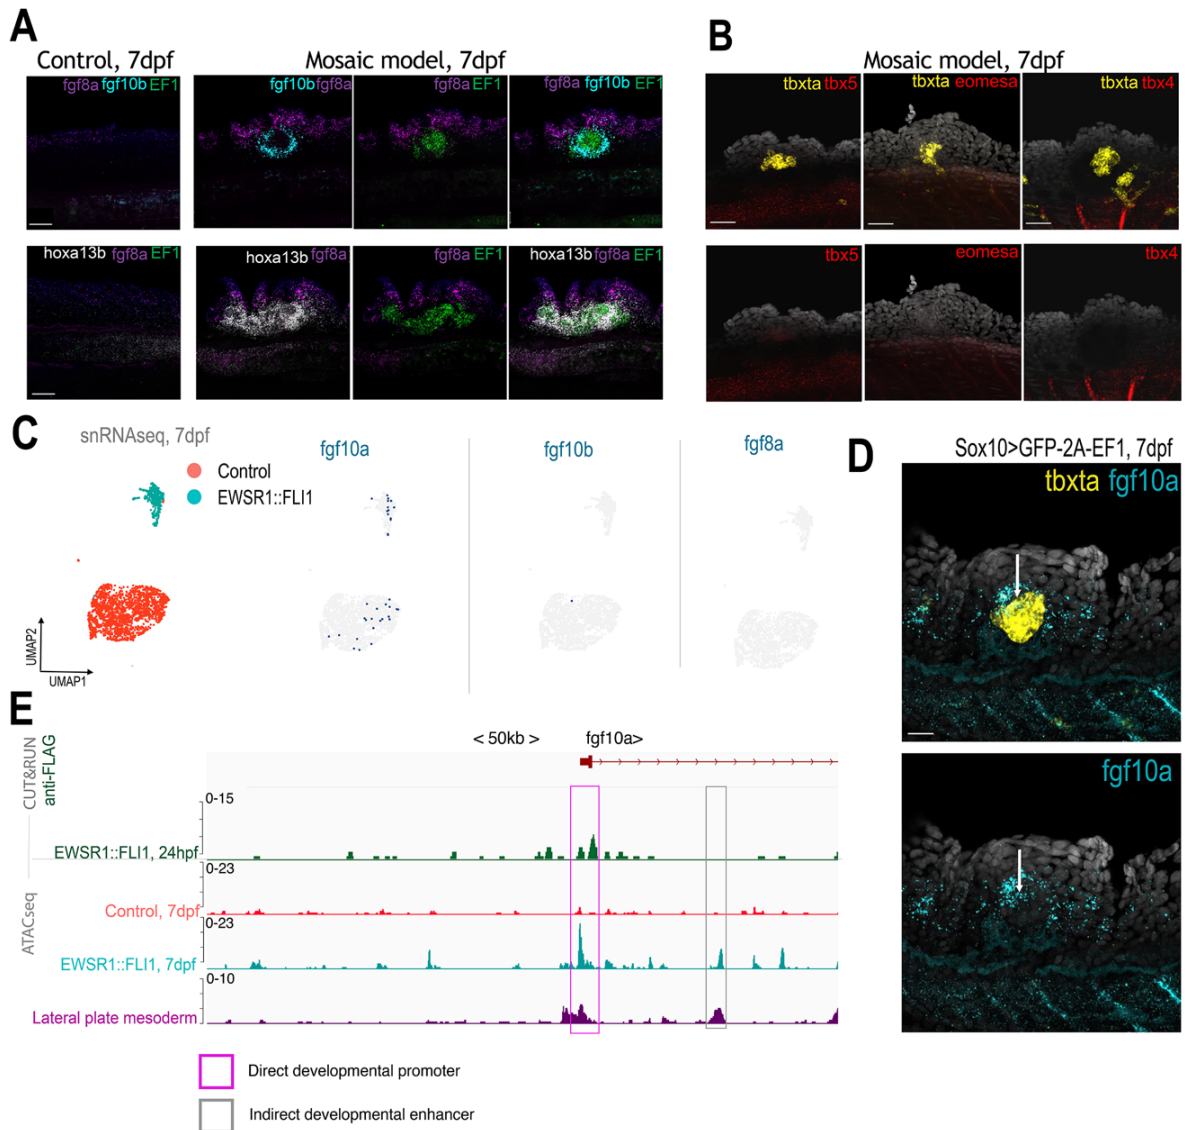 A
Control, 7dpf
Mosaic model, 7dpf
fgf8a fgf10b EF1
fgf10b fgf8a
fgf8a EF1
fgf8a fgf10b EF1
hoxa13b fgf8a EF1
hoxa13b fgf8a
fgf8a EF1
hoxa13b fgf8a EF1
B
Mosaic model, 7dpf
tbxta tbx5
tbxta eomesa
tbxta tbx4
tbx5
eomesa
tbx4
C
snRNAseq, 7dpf
Control
EWSR1::FLI1
fgf10a
fgf10b
fgf8a
UMAP2
UMAP1
D
Sox10>GFP-2A-EF1, 7dpf
tbxta fgf10a
fgf10a
E
CUT&RUN
anti-FLAG
< 50kb >
fgf10a>
0-15
EWSR1::FLI1, 24hpf
0-23
ATACseq
Control, 7dpf
0-23
EWSR1::FLI1, 7dpf
0-10
Lateral plate mesoderm
Direct developmental promoter
Indirect developmental enhancer